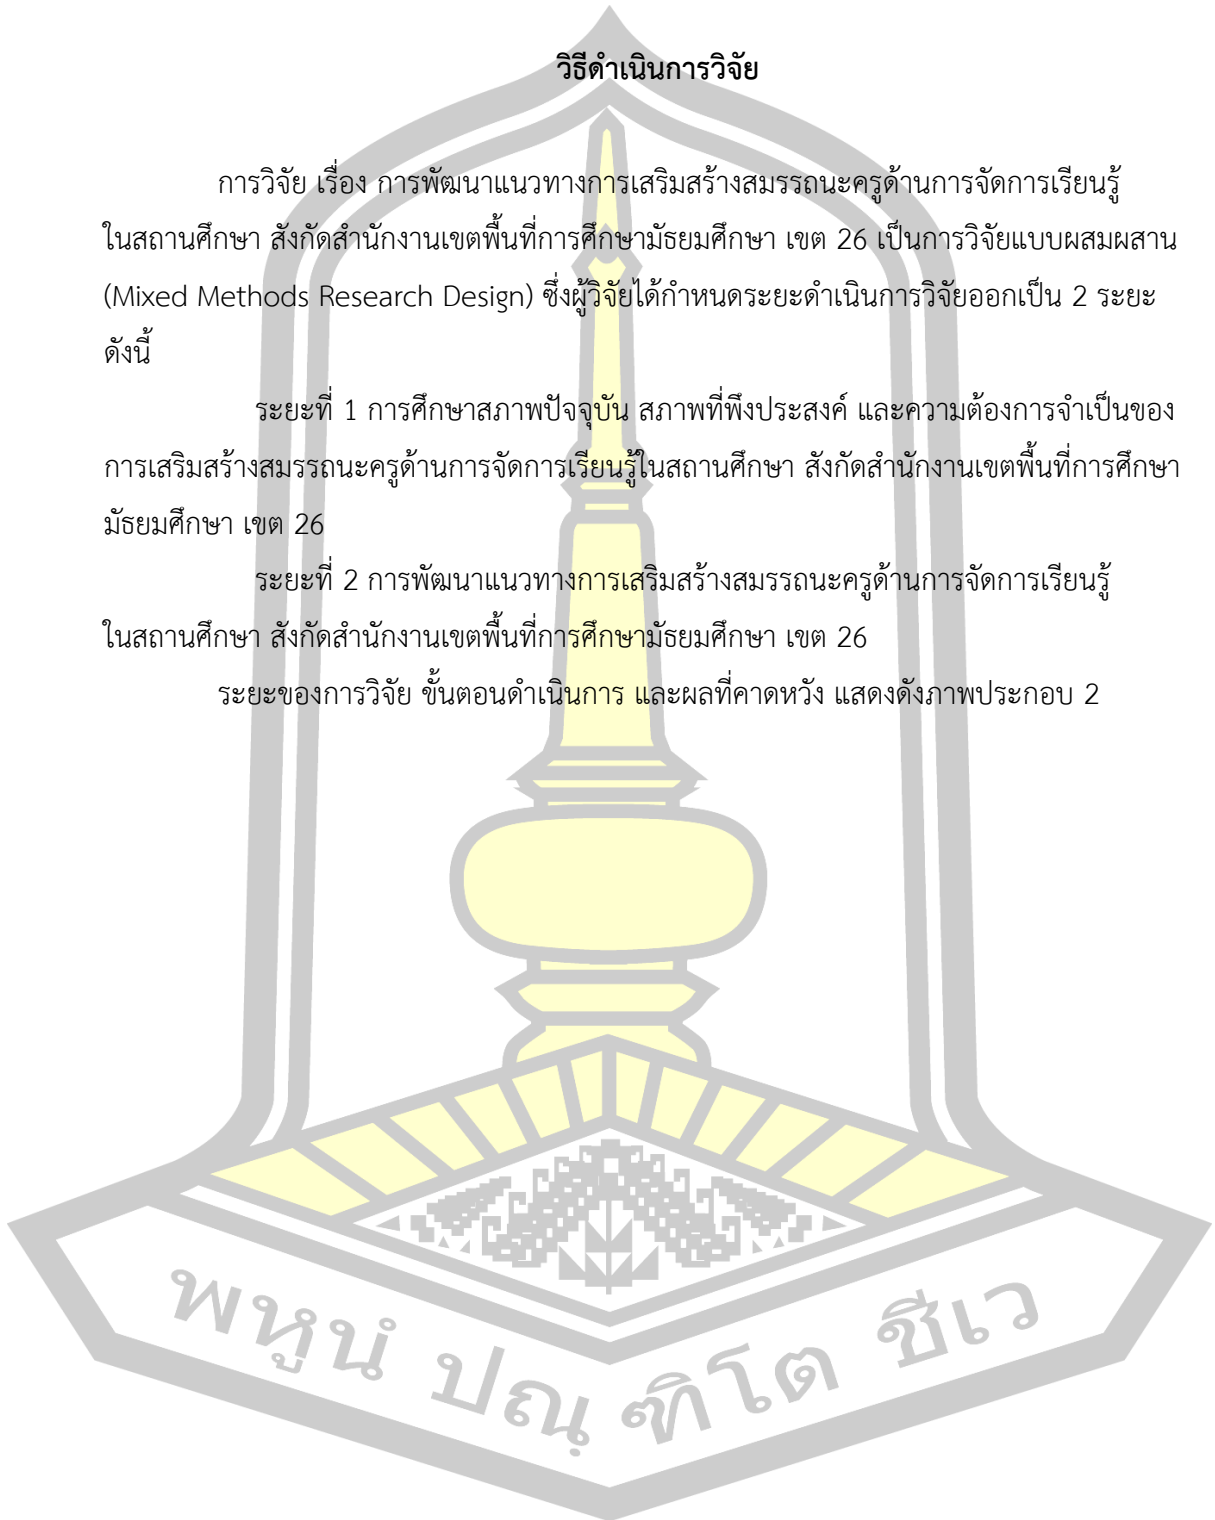 วิธีดำเนินการวิจัย
การวิจัย เรื่อง การพัฒนาแนวทางการเสริมสร้างสมรรถนะครูด้านการจัดการเรียนรู้
ในสถานศึกษา สังกัดสำนักงานเขตพื้นที่การศึกษามัธยมศึกษา เขต 26 เป็นการวิจัยแบบผสมผสาน
(Mixed Methods Research Design) ซึ่งผู้วิจัยได้กำหนดระยะดำเนินการวิจัยออกเป็น 2 ระยะ
ดังนี้
ระยะที่ 1 การศึกษาสภาพปัจจุบัน สภาพที่พึงประสงค์ และความต้องการจำเป็นของ
การเสริมสร้างสมรรถนะครูด้านการจัดการเรียนรู้ในสถานศึกษา สังกัดสำนักงานเขตพื้นที่การศึกษา
มัธยมศึกษา เขต 26
ระยะที่ 2 การพัฒนาแนวทางการเสริมสร้างสมรรถนะครูด้านการจัดการเรียนรู้
ในสถานศึกษา สังกัดสำนักงานเขตพื้นที่การศึกษามัธยมศึกษา เขต 26
ระยะของการวิจัย ขั้นตอนดำเนินการ และผลที่คาดหวัง แสดงดังภาพประกอบ 2
พหูนํ ปณฺฑิโต ชีเว